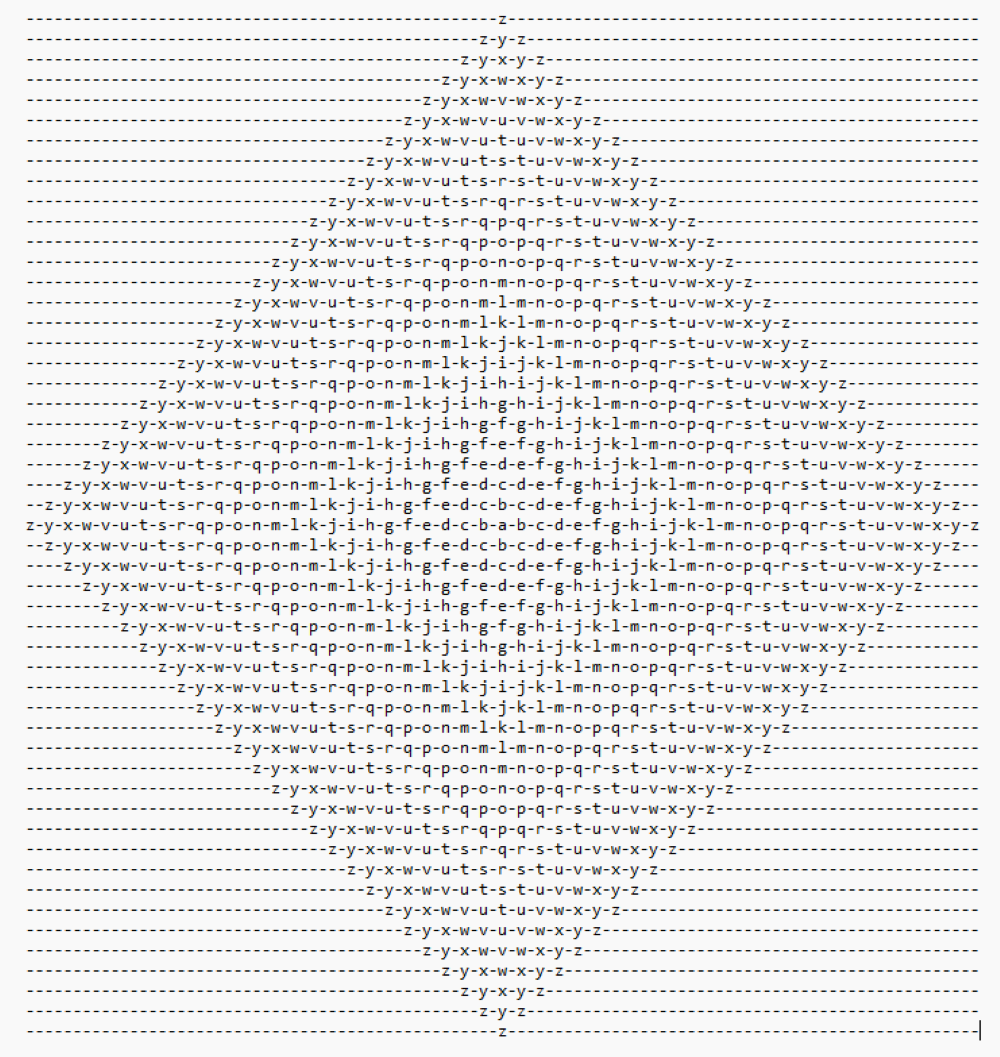 --------------------------------------------------z--------------------------------------------------
------------------------------------------------z-y-z------------------------------------------------
----------------------------------------------z-y-x-y-z----------------------------------------------
--------------------------------------------z-y-x-w-x-y-z--------------------------------------------
------------------------------------------z-y-x-w-v-w-x-y-z------------------------------------------
----------------------------------------z-y-x-w-v-u-v-w-x-y-z----------------------------------------
--------------------------------------z-y-x-w-v-u-t-u-v-w-x-y-z--------------------------------------
------------------------------------z-y-x-w-v-u-t-s-t-u-v-w-x-y-z------------------------------------
----------------------------------z-y-x-w-v-u-t-s-r-s-t-u-v-w-x-y-z----------------------------------
--------------------------------z-y-x-w-v-u-t-s-r-q-r-s-t-u-v-w-x-y-z--------------------------------
------------------------------z-y-x-w-v-u-t-s-r-q-p-q-r-s-t-u-v-w-x-y-z------------------------------
----------------------------z-y-x-w-v-u-t-s-r-q-p-o-p-q-r-s-t-u-v-w-x-y-z----------------------------
--------------------------z-y-x-w-v-u-t-s-r-q-p-o-n-o-p-q-r-s-t-u-v-w-x-y-z--------------------------
------------------------z-y-x-w-v-u-t-s-r-q-p-o-n-m-n-o-p-q-r-s-t-u-v-w-x-y-z------------------------
----------------------z-y-x-w-v-u-t-s-r-q-p-o-n-m-l-m-n-o-p-q-r-s-t-u-v-w-x-y-z----------------------
--------------------z-y-x-w-v-u-t-s-r-q-p-o-n-m-l-k-l-m-n-o-p-q-r-s-t-u-v-w-x-y-z--------------------
------------------z-y-x-w-v-u-t-s-r-q-p-o-n-m-l-k-j-k-l-m-n-o-p-q-r-s-t-u-v-w-x-y-z------------------
----------------z-y-x-w-v-u-t-s-r-q-p-o-n-m-l-k-j-i-j-k-l-m-n-o-p-q-r-s-t-u-v-w-x-y-z----------------
--------------z-y-x-w-v-u-t-s-r-q-p-o-n-m-l-k-j-i-h-i-j-k-l-m-n-o-p-q-r-s-t-u-v-w-x-y-z--------------
------------z-y-x-w-v-u-t-s-r-q-p-o-n-m-l-k-j-i-h-g-h-i-j-k-l-m-n-o-p-q-r-s-t-u-v-w-x-y-z------------
----------z-y-x-w-v-u-t-s-r-q-p-o-n-m-l-k-j-i-h-g-f-g-h-i-j-k-l-m-n-o-p-q-r-s-t-u-v-w-x-y-z----------
--------z-y-x-w-v-u-t-s-r-q-p-o-n-m-l-k-j-i-h-g-f-e-f-g-h-i-j-k-l-m-n-o-p-q-r-s-t-u-v-w-x-y-z--------
------z-y-x-w-v-u-t-s-r-q-p-o-n-m-l-k-j-i-h-g-f-e-d-e-f-g-h-i-j-k-l-m-n-o-p-q-r-s-t-u-v-w-x-y-z------
----z-y-x-w-v-u-t-s-r-q-p-o-n-m-l-k-j-i-h-g-f-e-d-c-d-e-f-g-h-i-j-k-l-m-n-o-p-q-r-s-t-u-v-w-x-y-z----
--z-y-x-w-v-u-t-s-r-q-p-o-n-m-l-k-j-i-h-g-f-e-d-c-b-c-d-e-f-g-h-i-j-k-l-m-n-o-p-q-r-s-t-u-v-w-x-y-z--
z-y-x-w-v-u-t-s-r-q-p-o-n-m-l-k-j-i-h-g-f-e-d-c-b-a-b-c-d-e-f-g-h-i-j-k-l-m-n-o-p-q-r-s-t-u-v-w-x-y-z
--z-y-x-w-v-u-t-s-r-q-p-o-n-m-l-k-j-i-h-g-f-e-d-c-b-c-d-e-f-g-h-i-j-k-l-m-n-o-p-q-r-s-t-u-v-w-x-y-z--
----z-y-x-w-v-u-t-s-r-q-p-o-n-m-l-k-j-i-h-g-f-e-d-c-d-e-f-g-h-i-j-k-l-m-n-o-p-q-r-s-t-u-v-w-x-y-z----
------z-y-x-w-v-u-t-s-r-q-p-o-n-m-l-k-j-i-h-g-f-e-d-e-f-g-h-i-j-k-l-m-n-o-p-q-r-s-t-u-v-w-x-y-z------
--------z-y-x-w-v-u-t-s-r-q-p-o-n-m-l-k-j-i-h-g-f-e-f-g-h-i-j-k-l-m-n-o-p-q-r-s-t-u-v-w-x-y-z--------
----------z-y-x-w-v-u-t-s-r-q-p-o-n-m-l-k-j-i-h-g-f-g-h-i-j-k-l-m-n-o-p-q-r-s-t-u-v-w-x-y-z----------
------------z-y-x-w-v-u-t-s-r-q-p-o-n-m-l-k-j-i-h-g-h-i-j-k-l-m-n-o-p-q-r-s-t-u-v-w-x-y-z------------
--------------z-y-x-w-v-u-t-s-r-q-p-o-n-m-l-k-j-i-h-i-j-k-l-m-n-o-p-q-r-s-t-u-v-w-x-y-z--------------
----------------z-y-x-w-v-u-t-s-r-q-p-o-n-m-l-k-j-i-j-k-l-m-n-o-p-q-r-s-t-u-v-w-x-y-z----------------
------------------z-y-x-w-v-u-t-s-r-q-p-o-n-m-l-k-j-k-l-m-n-o-p-q-r-s-t-u-v-w-x-y-z------------------
--------------------z-y-x-w-v-u-t-s-r-q-p-o-n-m-l-k-l-m-n-o-p-q-r-s-t-u-v-w-x-y-z--------------------
----------------------z-y-x-w-v-u-t-s-r-q-p-o-n-m-l-m-n-o-p-q-r-s-t-u-v-w-x-y-z----------------------
------------------------z-y-x-w-v-u-t-s-r-q-p-o-n-m-n-o-p-q-r-s-t-u-v-w-x-y-z------------------------
--------------------------z-y-x-w-v-u-t-s-r-q-p-o-n-o-p-q-r-s-t-u-v-w-x-y-z--------------------------
----------------------------z-y-x-w-v-u-t-s-r-q-p-o-p-q-r-s-t-u-v-w-x-y-z----------------------------
------------------------------z-y-x-w-v-u-t-s-r-q-p-q-r-s-t-u-v-w-x-y-z------------------------------
--------------------------------z-y-x-w-v-u-t-s-r-q-r-s-t-u-v-w-x-y-z--------------------------------
----------------------------------z-y-x-w-v-u-t-s-r-s-t-u-v-w-x-y-z----------------------------------
------------------------------------z-y-x-w-v-u-t-s-t-u-v-w-x-y-z------------------------------------
--------------------------------------z-y-x-w-v-u-t-u-v-w-x-y-z--------------------------------------
----------------------------------------z-y-x-w-v-u-v-w-x-y-z----------------------------------------
------------------------------------------z-y-x-w-v-w-x-y-z------------------------------------------
--------------------------------------------z-y-x-w-x-y-z--------------------------------------------
----------------------------------------------z-y-x-y-z----------------------------------------------
------------------------------------------------z-y-z------------------------------------------------
--------------------------------------------------z--------------------------------------------------